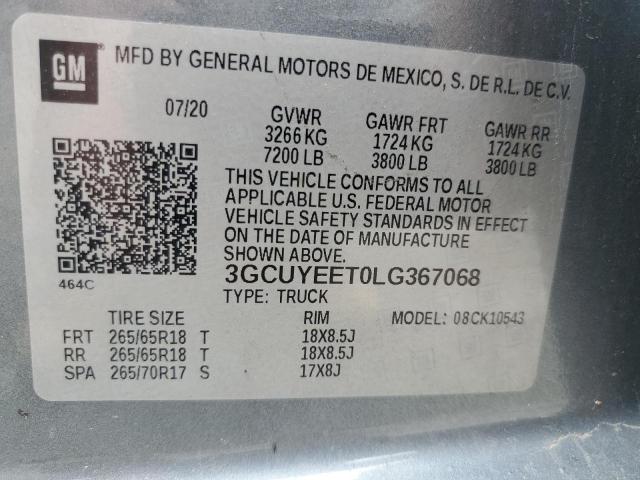 GM
MFD BY GENERAL MOTORS DE MEXICO, S. DE R.L. DE C.V.
07/20 GVWR GAWR FRT GAWR RR
3266 KG 1724 KG 1724 KG
7200 LB 3800 LB 3800 LB
THIS VEHICLE CONFORMS TO ALL
APPLICABLE U.S. FEDERAL MOTOR
VEHICLE SAFETY STANDARDS IN EFFECT
ON THE DATE OF MANUFACTURE
SHOWN ABOVE.
464C 3GCUYEET0LG367068
TYPE: TRUCK
TIRE SIZE RIM MODEL: 08CK10543
FRT 265/65R18 T 18X8.5J
RR 265/65R18 T 18X8.5J
SPA 265/70R17 S 17X8J